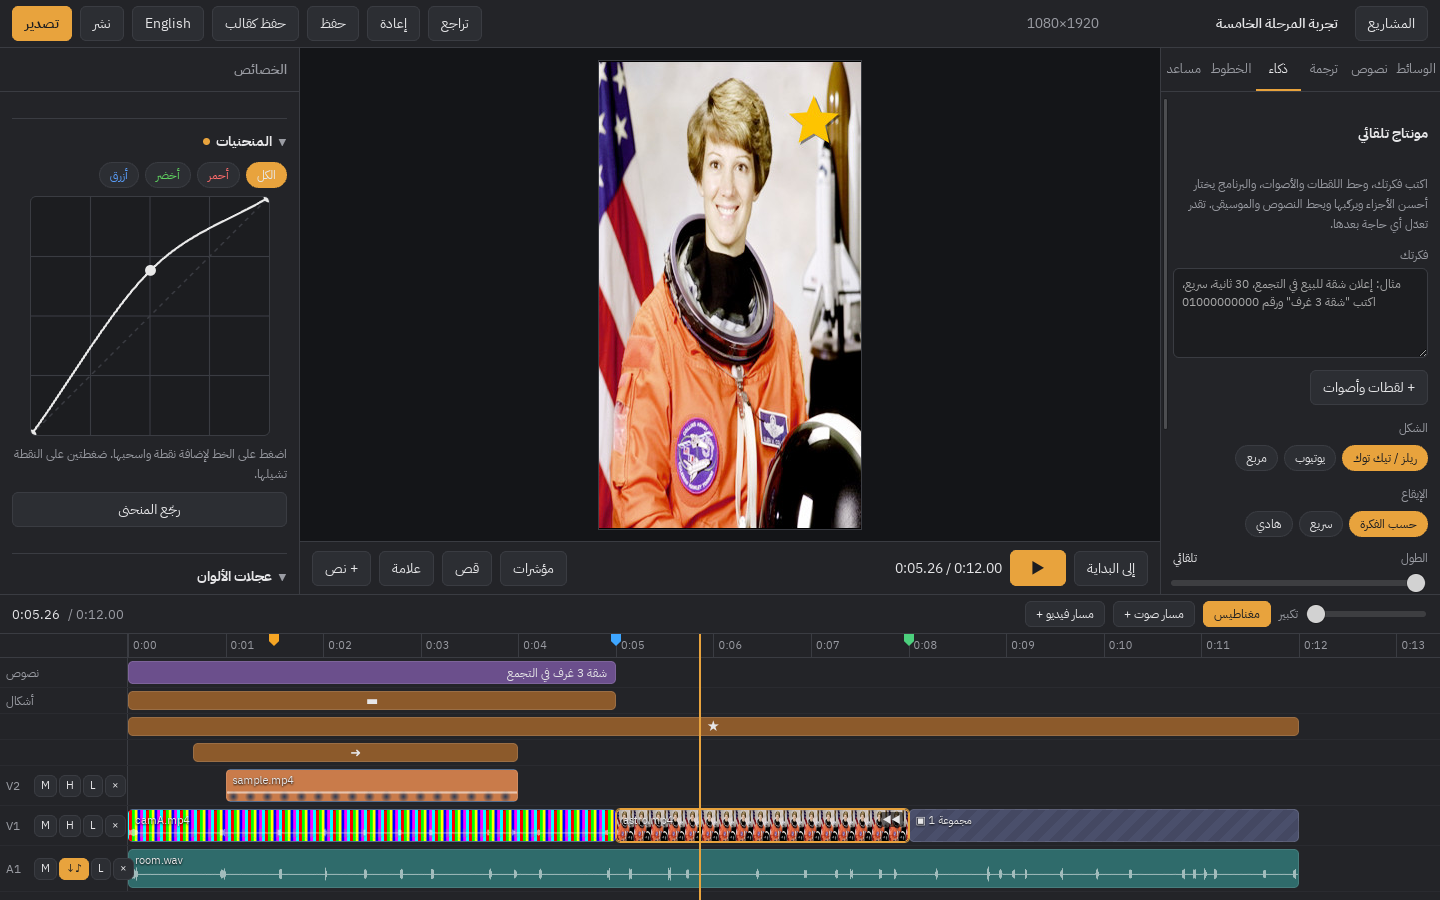 المشاريع
تجربة المرحلة الخامسة
1080×1920
تراجع
إعادة
حفظ
حفظ كقالب
English
نشر
تصدير
الوسائط
نصوص
ترجمة
ذكاء
الخطوط
مساعد
مونتاج تلقائي
اكتب فكرتك، وحط اللقطات والأصوات، والبرنامج يختار
أحسن الأجزاء ويركبها ويحط النصوص والموسيقى. تقدر
تعدّل أي حاجة بعدها.
فكرتك
مثال: إعلان شقة للبيع في التجمع، 30 ثانية، سريع،
اكتب "شقة 3 غرف" ورقم 01000000000
+ لقطات وأصوات
الشكل
ريلز / تيك توك
يوتيوب
مربع
الإيقاع
حسب الفكرة
سريع
هادي
الطول
تلقائي
إلى البداية
0:05.26 / 0:12.00
مؤشرات
قص
علامة
+ نص
الخصائص
▼ المنحنيات
الكل
أحمر
أخضر
أزرق
اضغط على الخط لإضافة نقطة واسحبها. ضغطتين على النقطة
تشيلها.
رجّع المنحنى
▼ عجلات الألوان
0:05.26 / 0:12.00
تكبير
مغناطيس
+ مسار صوت
+ مسار فيديو
0:00
0:01
0:02
0:03
0:04
0:05
0:06
0:07
0:08
0:09
0:10
0:11
0:12
0:13
نصوص
شقة 3 غرف في التجمع
أشكال
V2 M H L ×
sample.mp4
V1 M H L ×
camA.mp4
astro.mp4
مجموعة 1
A1 M ↓♪ L ×
room.wav